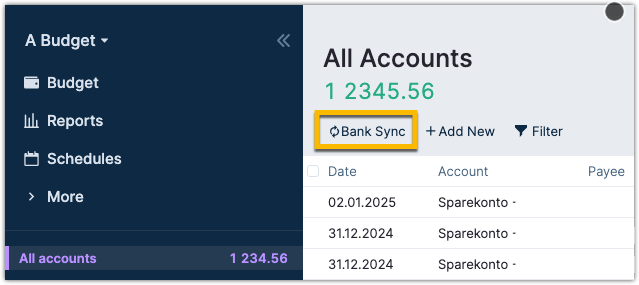 A Budget
Budget
Reports
Schedules
More
All accounts 1 234.56
All Accounts
1 2345.56
Bank Sync + Add New Filter
Date Account Payee
02.01.2025 Sparekonto -
31.12.2024 Sparekonto -
31.12.2024 Sparekonto -